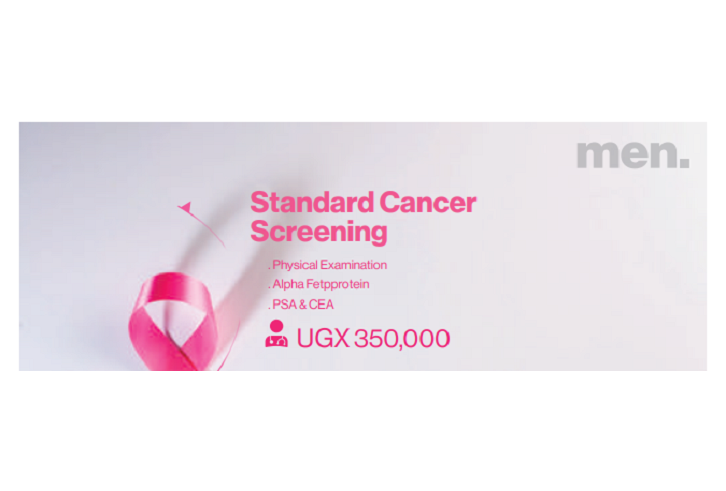 men.
Standard Cancer
Screening
. Physical Examination
. Alpha Fetpprotein
. PSA & CEA
UGX 350,000